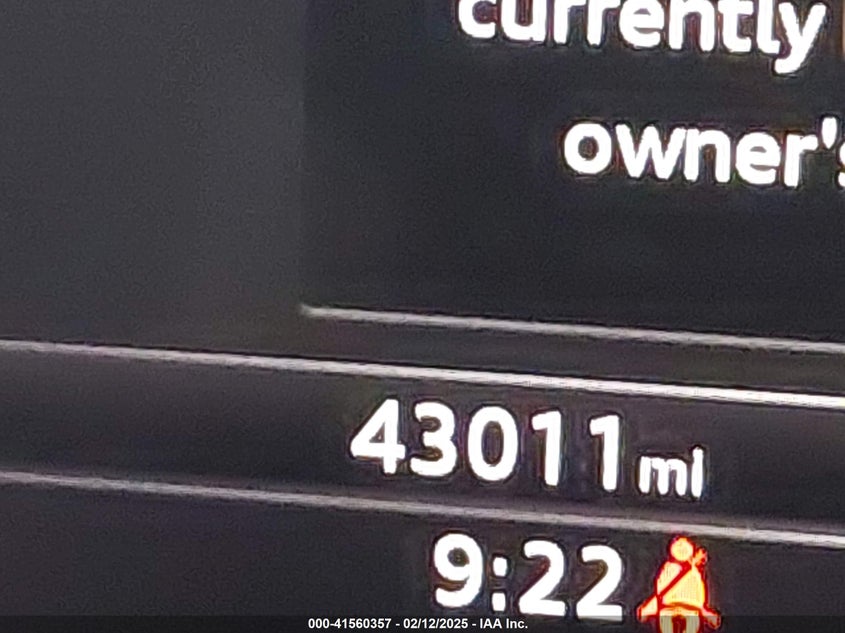 currently
owner's
43011 mi
9:22
000-41560357 - 02/12/2025 - IAA Inc.